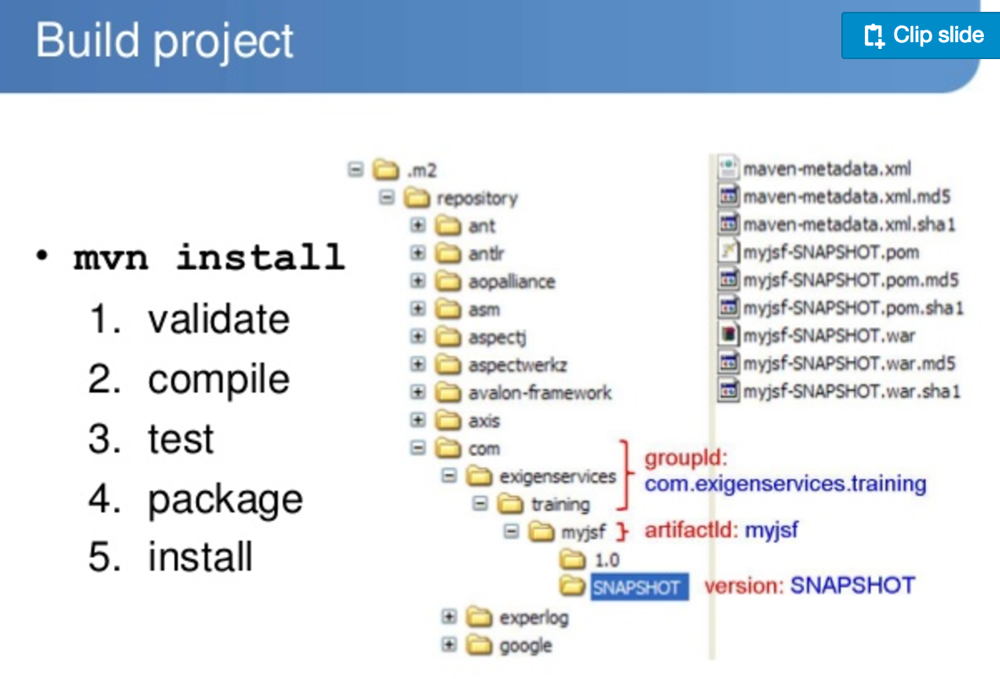 Build project
Clip slide
• mvn install
1. validate
2. compile
3. test
4. package
5. install
.m2
repository
ant
antlr
aopalliance
asm
aspectj
aspectwerkz
avalon-framework
axis
com
exigenservices
training
myjsf
1.0
SNAPSHOT
experlog
google
groupId:
com.exigenservices.training
artifactId: myjsf
version: SNAPSHOT
maven-metadata.xml
maven-metadata.xml.md5
maven-metadata.xml.sha1
myjsf-SNAPSHOT.pom
myjsf-SNAPSHOT.pom.md5
myjsf-SNAPSHOT.pom.sha1
myjsf-SNAPSHOT.war
myjsf-SNAPSHOT.war.md5
myjsf-SNAPSHOT.war.sha1